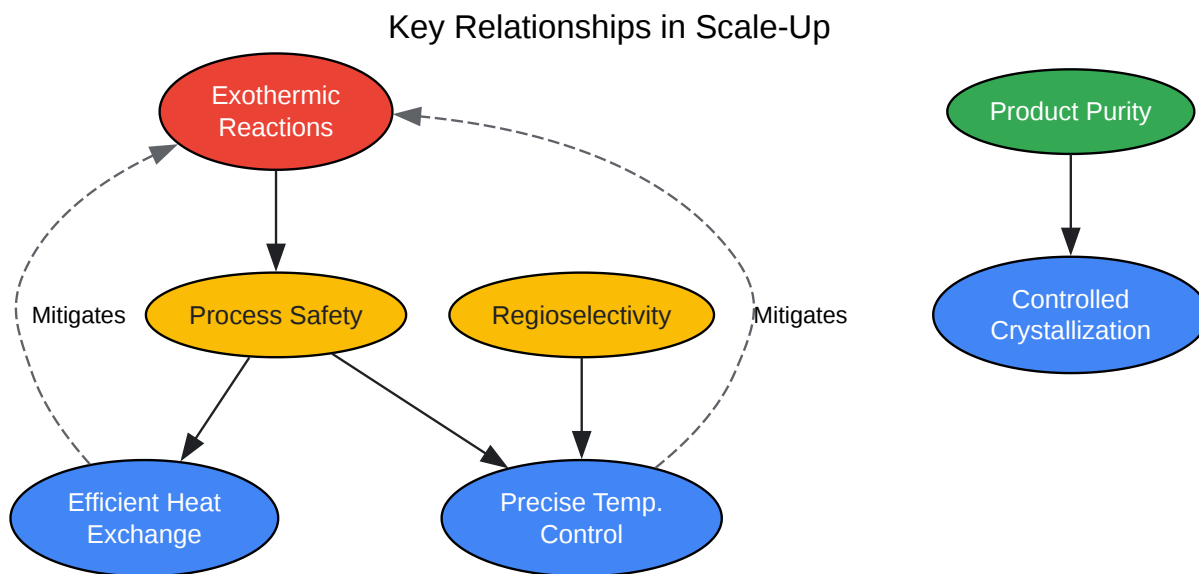 Key Relationships in Scale-Up
Exothermic
Reactions
Product Purity
Mitigates
Process Safety
Regioselectivity
Mitigates
Controlled
Crystallization
Efficient Heat
Exchange
Precise Temp.
Control